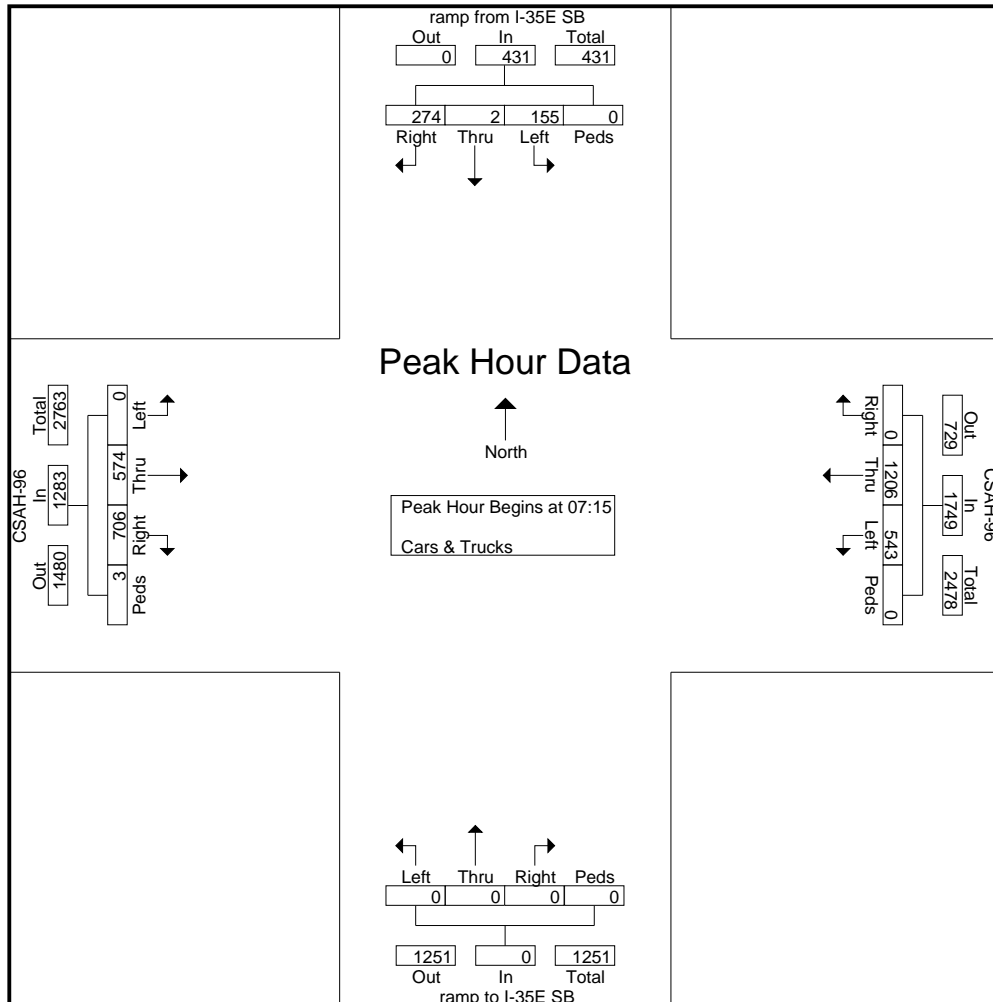 ramp from I-35E SB
Out In Total
0 431 431
274 2 155 0
Right Thru Left Peds
Peak Hour Data
North
Peak Hour Begins at 07:15
Cars & Trucks
CSAH-96
Total In Out
2763 1283 1480
0 574 706 3
Left Thru Right Peds
CSAH-96
Out In Total
729 1749 2478
0 1206 543 0
Right Thru Left Peds
Left Thru Right Peds
0 0 0 0
1251 0 1251
Out In Total
ramp to I-35E SB